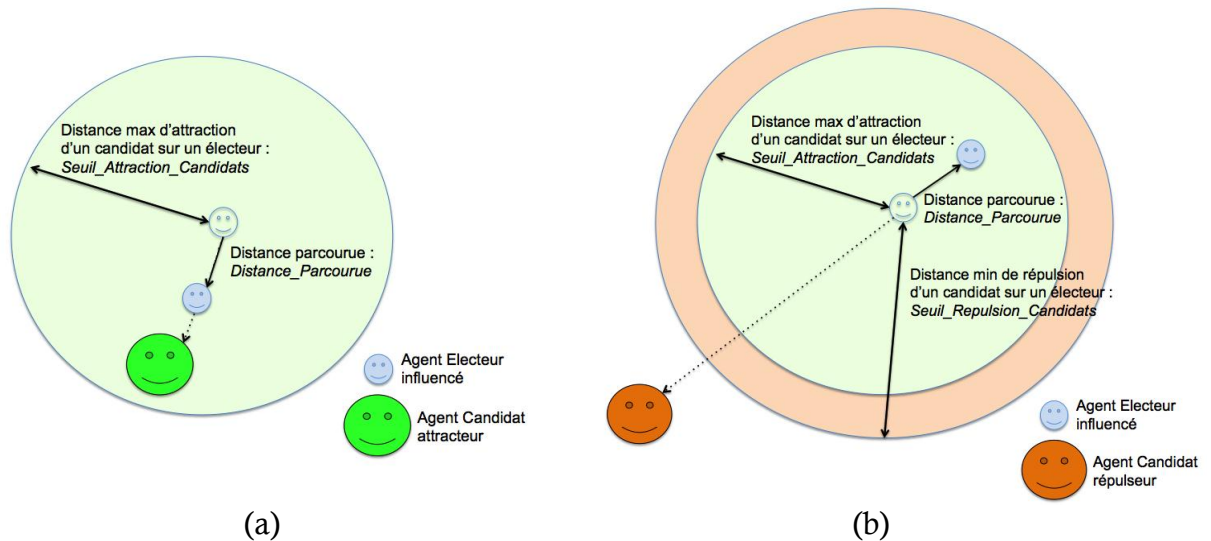 Distance max d'attraction
d'un candidat sur un électeur :
Seuil_Attraction_Candidats
Distance parcourue :
Distance_Parcourue
Agent Electeur
influencé
Agent Candidat
attracteur
(a)
Distance max d'attraction
d'un candidat sur un électeur :
Seuil_Attraction_Candidats
Distance parcourue :
Distance_Parcourue
Distance min de répulsion
d'un candidat sur un électeur :
Seuil_Repulsion_Candidats
Agent Electeur
influencé
Agent Candidat
répulseur
(b)